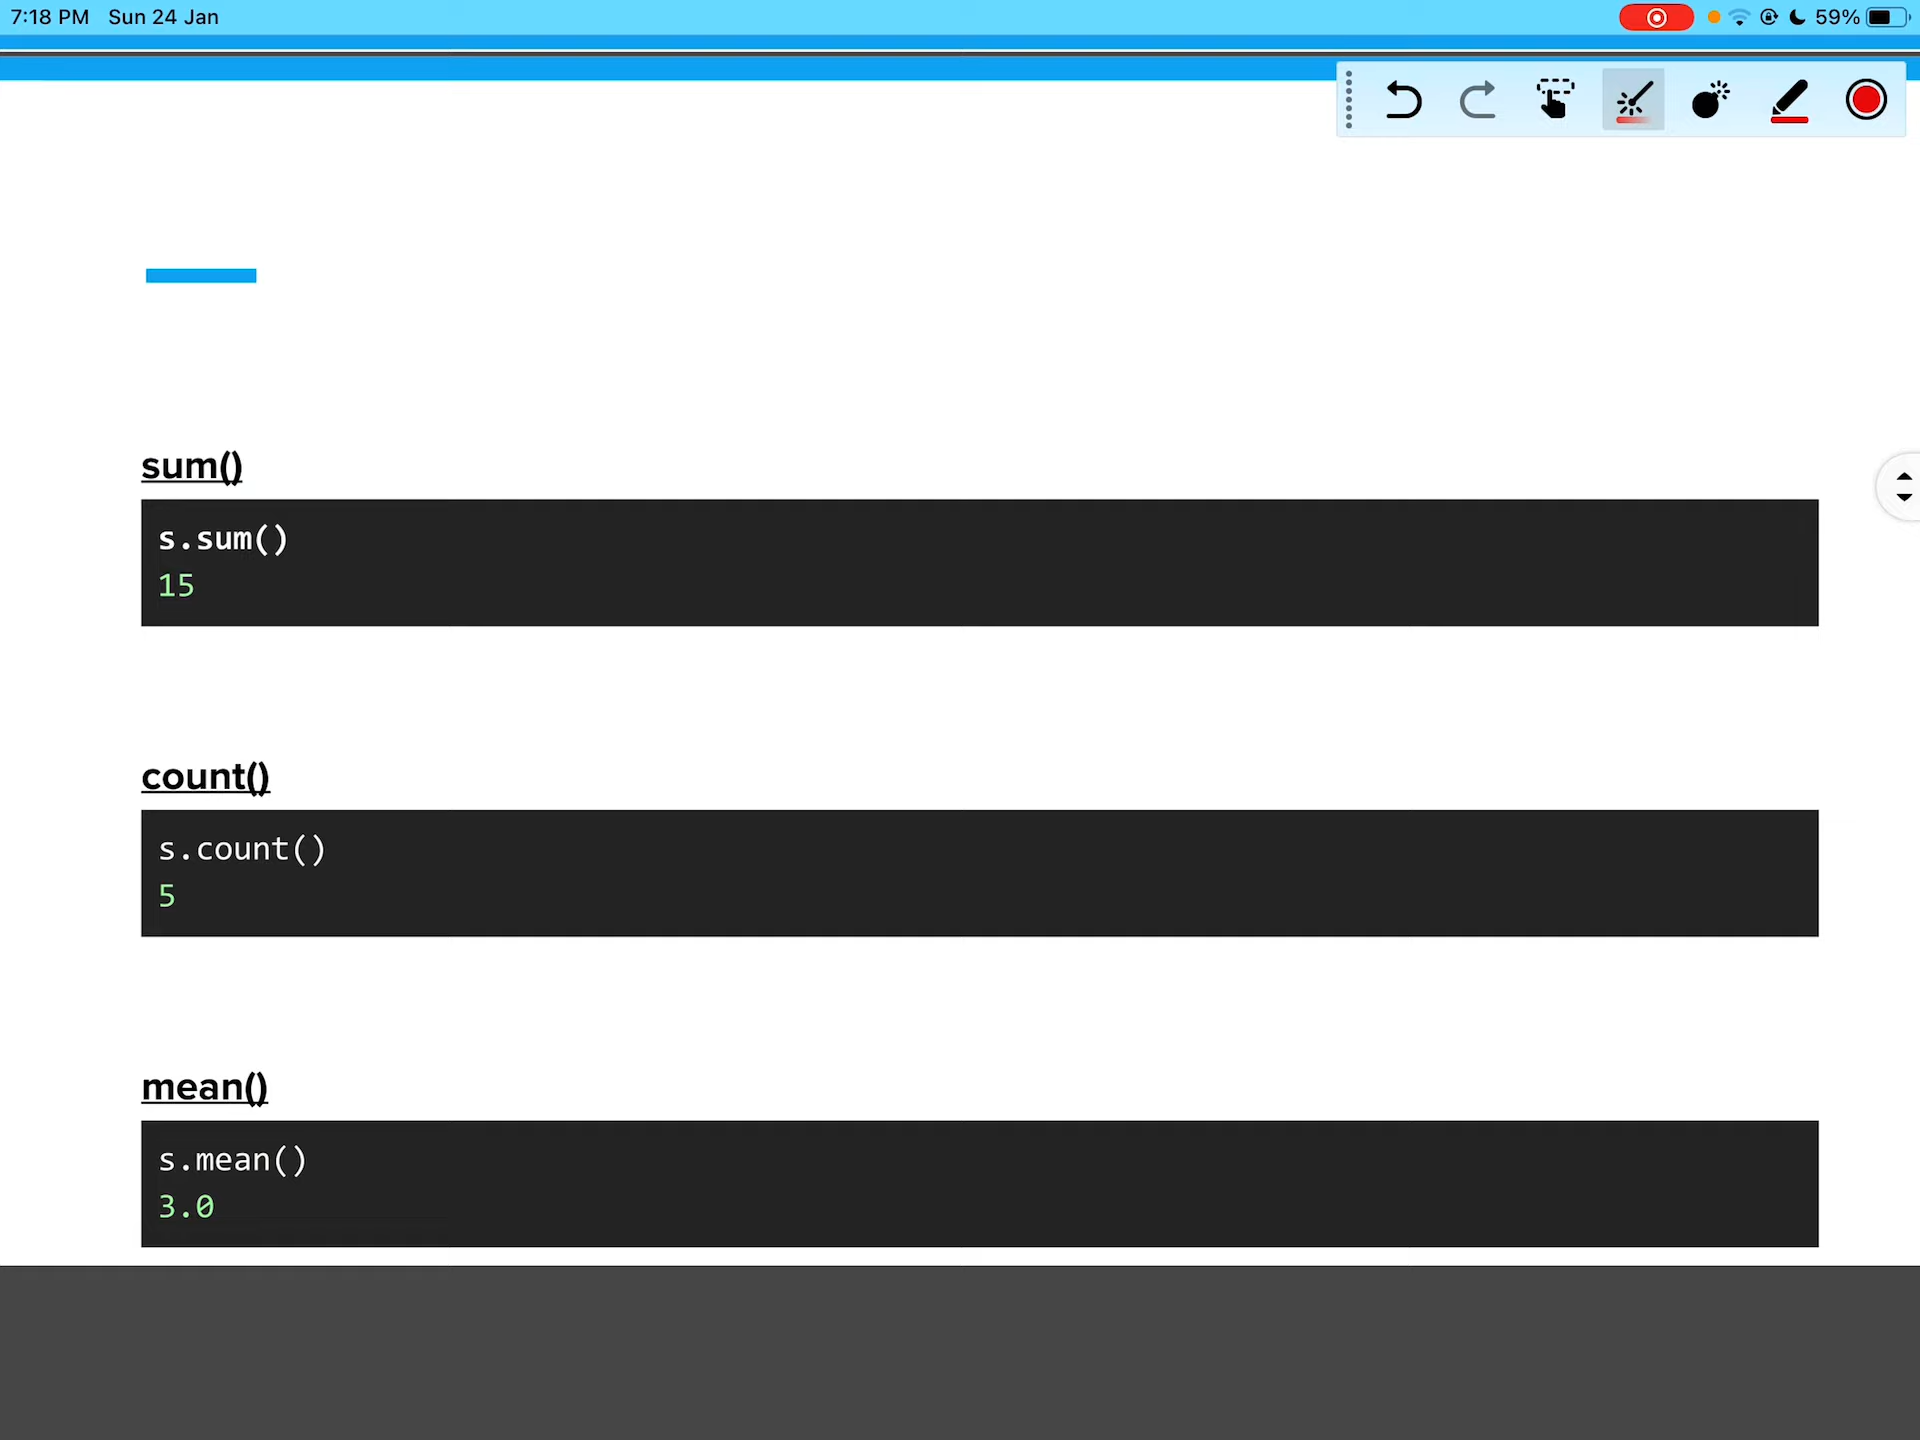 7:18 PM Sun 24 Jan
59%
sum()
s.sum()
15
count()
s.count()
5
mean()
s.mean()
3.0